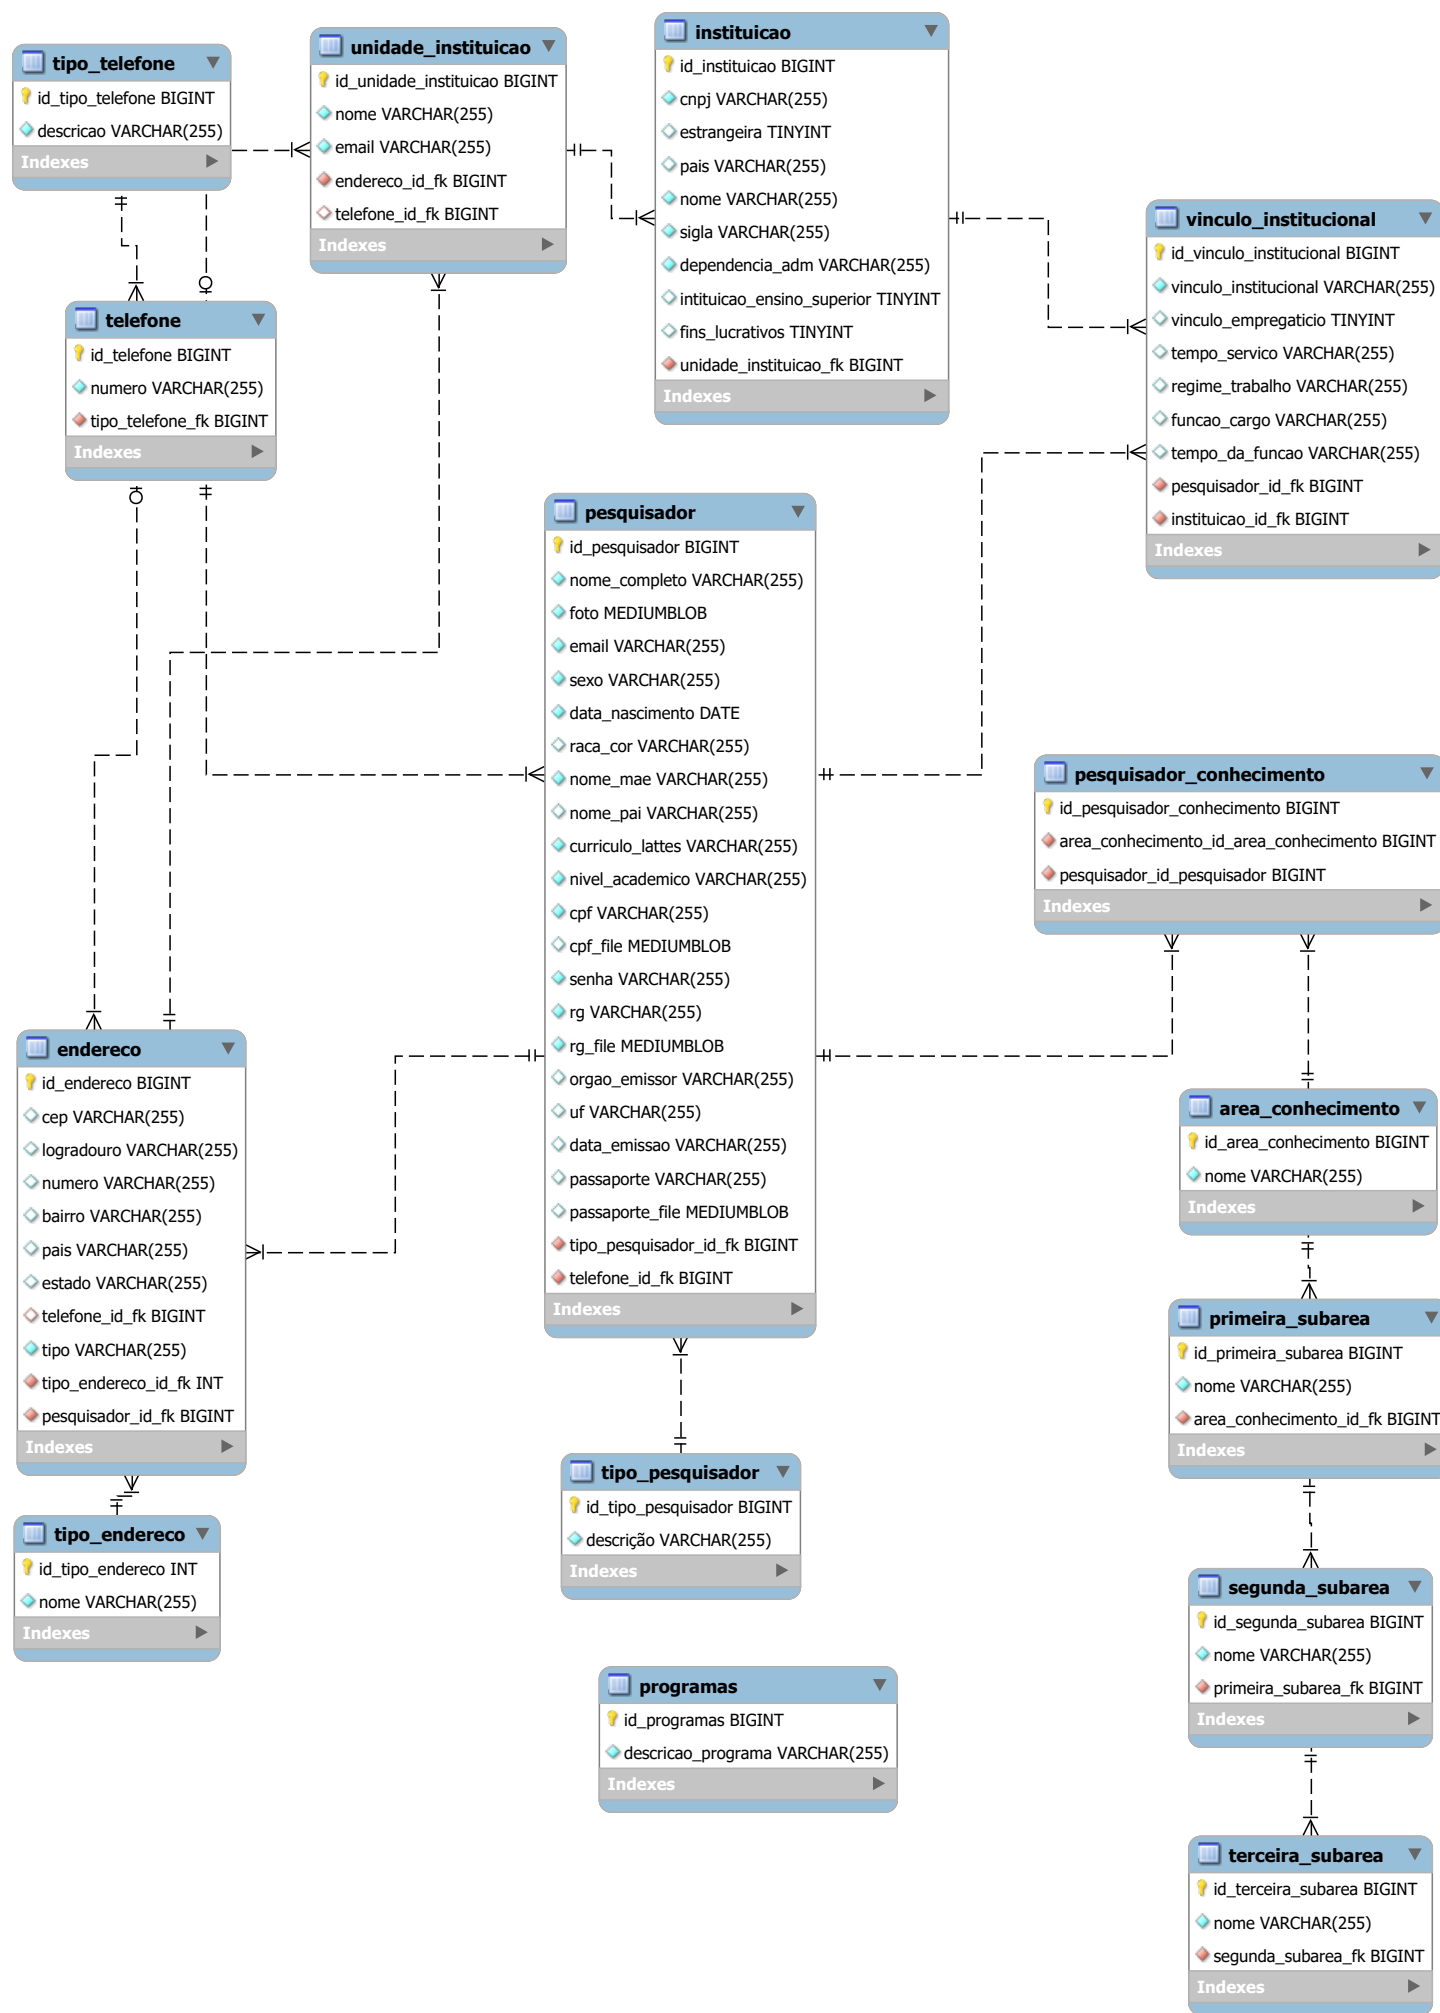 tipo_telefone
id_tipo_telefone BIGINT
descricao VARCHAR(255)
Indexes
unidade_instituicao
id_unidade_instituicao BIGINT
nome VARCHAR(255)
email VARCHAR(255)
endereco_id_fk BIGINT
telefone_id_fk BIGINT
Indexes
instituicao
id_instituicao BIGINT
cnpj VARCHAR(255)
estrangeira TINYINT
pais VARCHAR(255)
nome VARCHAR(255)
sigla VARCHAR(255)
dependencia_adm VARCHAR(255)
intituicao_ensino_superior TINYINT
fins_lucrativos TINYINT
unidade_instituicao_fk BIGINT
Indexes
vinculo_institucional
id_vinculo_institucional BIGINT
vinculo_institucional VARCHAR(255)
vinculo_empregaticio TINYINT
tempo_servico VARCHAR(255)
regime_trabalho VARCHAR(255)
funcao_cargo VARCHAR(255)
tempo_da_funcao VARCHAR(255)
pesquisador_id_fk BIGINT
instituicao_id_fk BIGINT
Indexes
telefone
id_telefone BIGINT
numero VARCHAR(255)
tipo_telefone_fk BIGINT
Indexes
pesquisador
id_pesquisador BIGINT
nome_completo VARCHAR(255)
foto MEDIUMBLOB
email VARCHAR(255)
sexo VARCHAR(255)
data_nascimento DATE
raca_cor VARCHAR(255)
nome_mae VARCHAR(255)
nome_pai VARCHAR(255)
curriculo_lattes VARCHAR(255)
nivel_academico VARCHAR(255)
cpf VARCHAR(255)
cpf_file MEDIUMBLOB
senha VARCHAR(255)
rg VARCHAR(255)
rg_file MEDIUMBLOB
orgao_emissor VARCHAR(255)
uf VARCHAR(255)
data_emissao VARCHAR(255)
passaporte VARCHAR(255)
passaporte_file MEDIUMBLOB
tipo_pesquisador_id_fk BIGINT
telefone_id_fk BIGINT
Indexes
pesquisador_conhecimento
id_pesquisador_conhecimento BIGINT
area_conhecimento_id_area_conhecimento BIGINT
pesquisador_id_pesquisador BIGINT
Indexes
endereco
id_endereco BIGINT
cep VARCHAR(255)
logradouro VARCHAR(255)
numero VARCHAR(255)
bairro VARCHAR(255)
pais VARCHAR(255)
estado VARCHAR(255)
telefone_id_fk BIGINT
tipo VARCHAR(255)
tipo_endereco_id_fk INT
pesquisador_id_fk BIGINT
Indexes
area_conhecimento
id_area_conhecimento BIGINT
nome VARCHAR(255)
Indexes
primeira_subarea
id_primeira_subarea BIGINT
nome VARCHAR(255)
area_conhecimento_id_fk BIGINT
Indexes
tipo_pesquisador
id_tipo_pesquisador BIGINT
descrição VARCHAR(255)
Indexes
tipo_endereco
id_tipo_endereco INT
nome VARCHAR(255)
Indexes
segunda_subarea
id_segunda_subarea BIGINT
nome VARCHAR(255)
primeira_subarea_fk BIGINT
Indexes
programas
id_programas BIGINT
descricao_programa VARCHAR(255)
Indexes
terceira_subarea
id_terceira_subarea BIGINT
nome VARCHAR(255)
segunda_subarea_fk BIGINT
Indexes